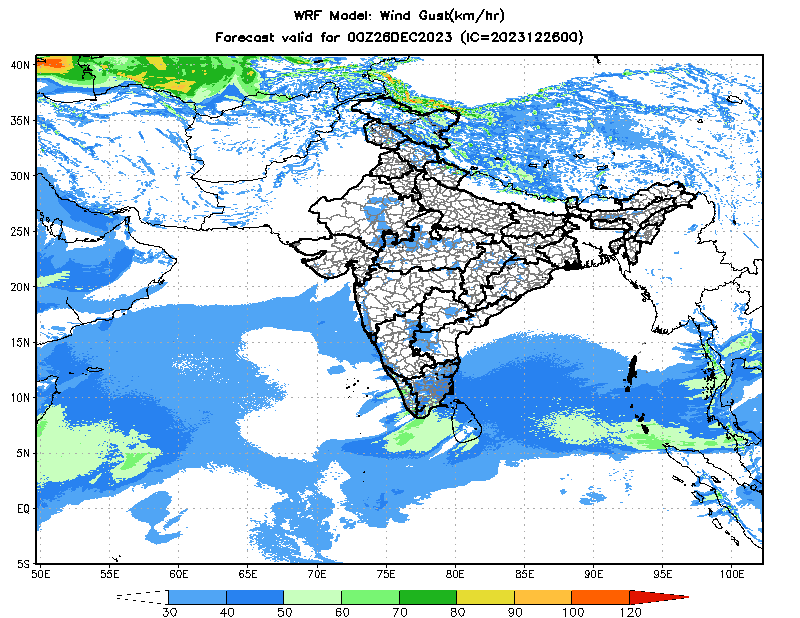 WRF Model: Wind Gust(km/hr)
Forecast valid for 00Z26DEC2023 (IC=2023122600)
40N
35N
30N
25N
20N
15N
10N
5N
EQ
5S
50E 55E 60E 65E 70E 75E 80E 85E 90E 95E 100E
30 40 50 60 70 80 90 100 120